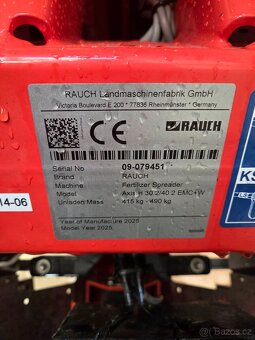 RAUCH Landmaschinenfabrik GmbH
Victoria Boulevard E 200 * 77836 Rheinmünster * Germany
CE
RAUCH
Serial No 09-079451
Brand RAUCH
Machine Fertilizer Spreader
Model Axis H 30.2/40.2 EMC+W
Unladen Mass 415 kg - 490 kg
Year of Manufacture 2025
Model Year 2025
14-06
KS
Bazoš.cz